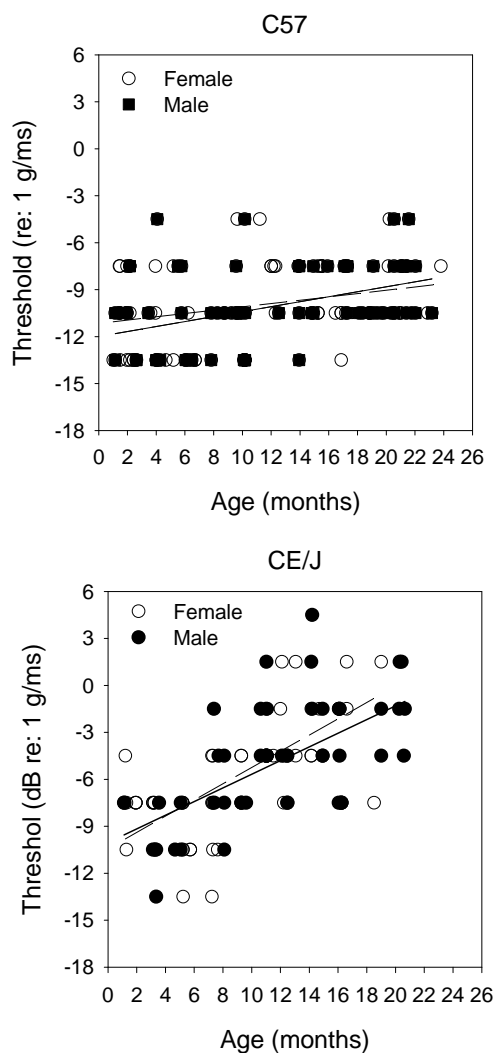 C57
Female
Male
Threshold (re: 1 g/ms)
6
3
0
-3
-6
-9
-12
-15
-18
0 2 4 6 8 10 12 14 16 18 20 22 24 26
Age (months)
CE/J
Female
Male
Threshol (dB re: 1 g/ms)
6
3
0
-3
-6
-9
-12
-15
-18
0 2 4 6 8 10 12 14 16 18 20 22 24 26
Age (months)